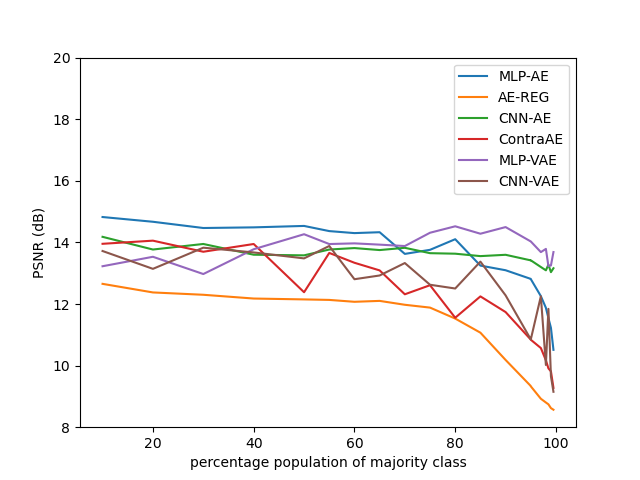 20
18
16
14
12
10
8
PSNR (dB)
MLP-AE
AE-REG
CNN-AE
ContraAE
MLP-VAE
CNN-VAE
20 40 60 80 100
percentage population of majority class